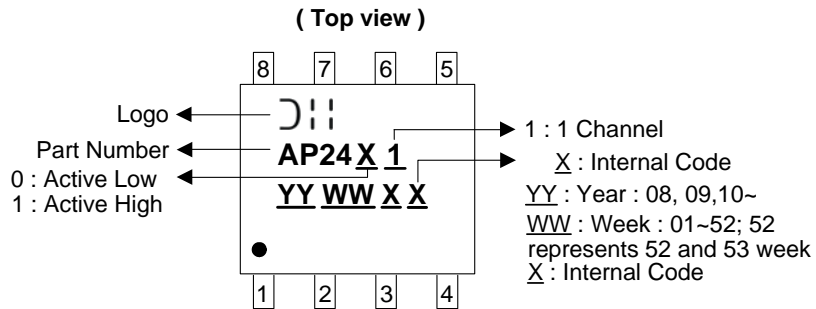 ( Top view )
8 7 6 5
Logo
DII
Part Number
AP24 X 1
0 : Active Low
1 : Active High
YY WW X X
1 : 1 Channel
X : Internal Code
YY : Year : 08, 09,10~
WW : Week : 01~52; 52
represents 52 and 53 week
X : Internal Code
1 2 3 4